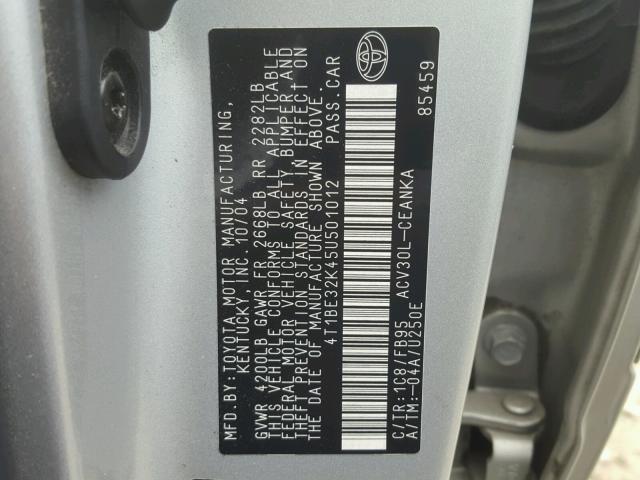 MFD.BY:TOYOTA MOTOR MANUFACTURING,
KENTUCKY, INC. 10/04
GVWR 4200LB GAWR FR 2668LB RR 2282LB
THIS VEHICLE CONFORMS TO ALL APPLICABLE
FEDERAL MOTOR VEHICLE SAFETY, BUMPER, AND
THEFT PREVENTION STANDARDS IN EFFECT ON
THE DATE OF MANUFACTURE SHOWN ABOVE.
4T1BE32K45U501012 PASS.CAR
C/TR:1C8/FB95 ACV30L-CEANKA
A/TM:-04A/U250E 85459